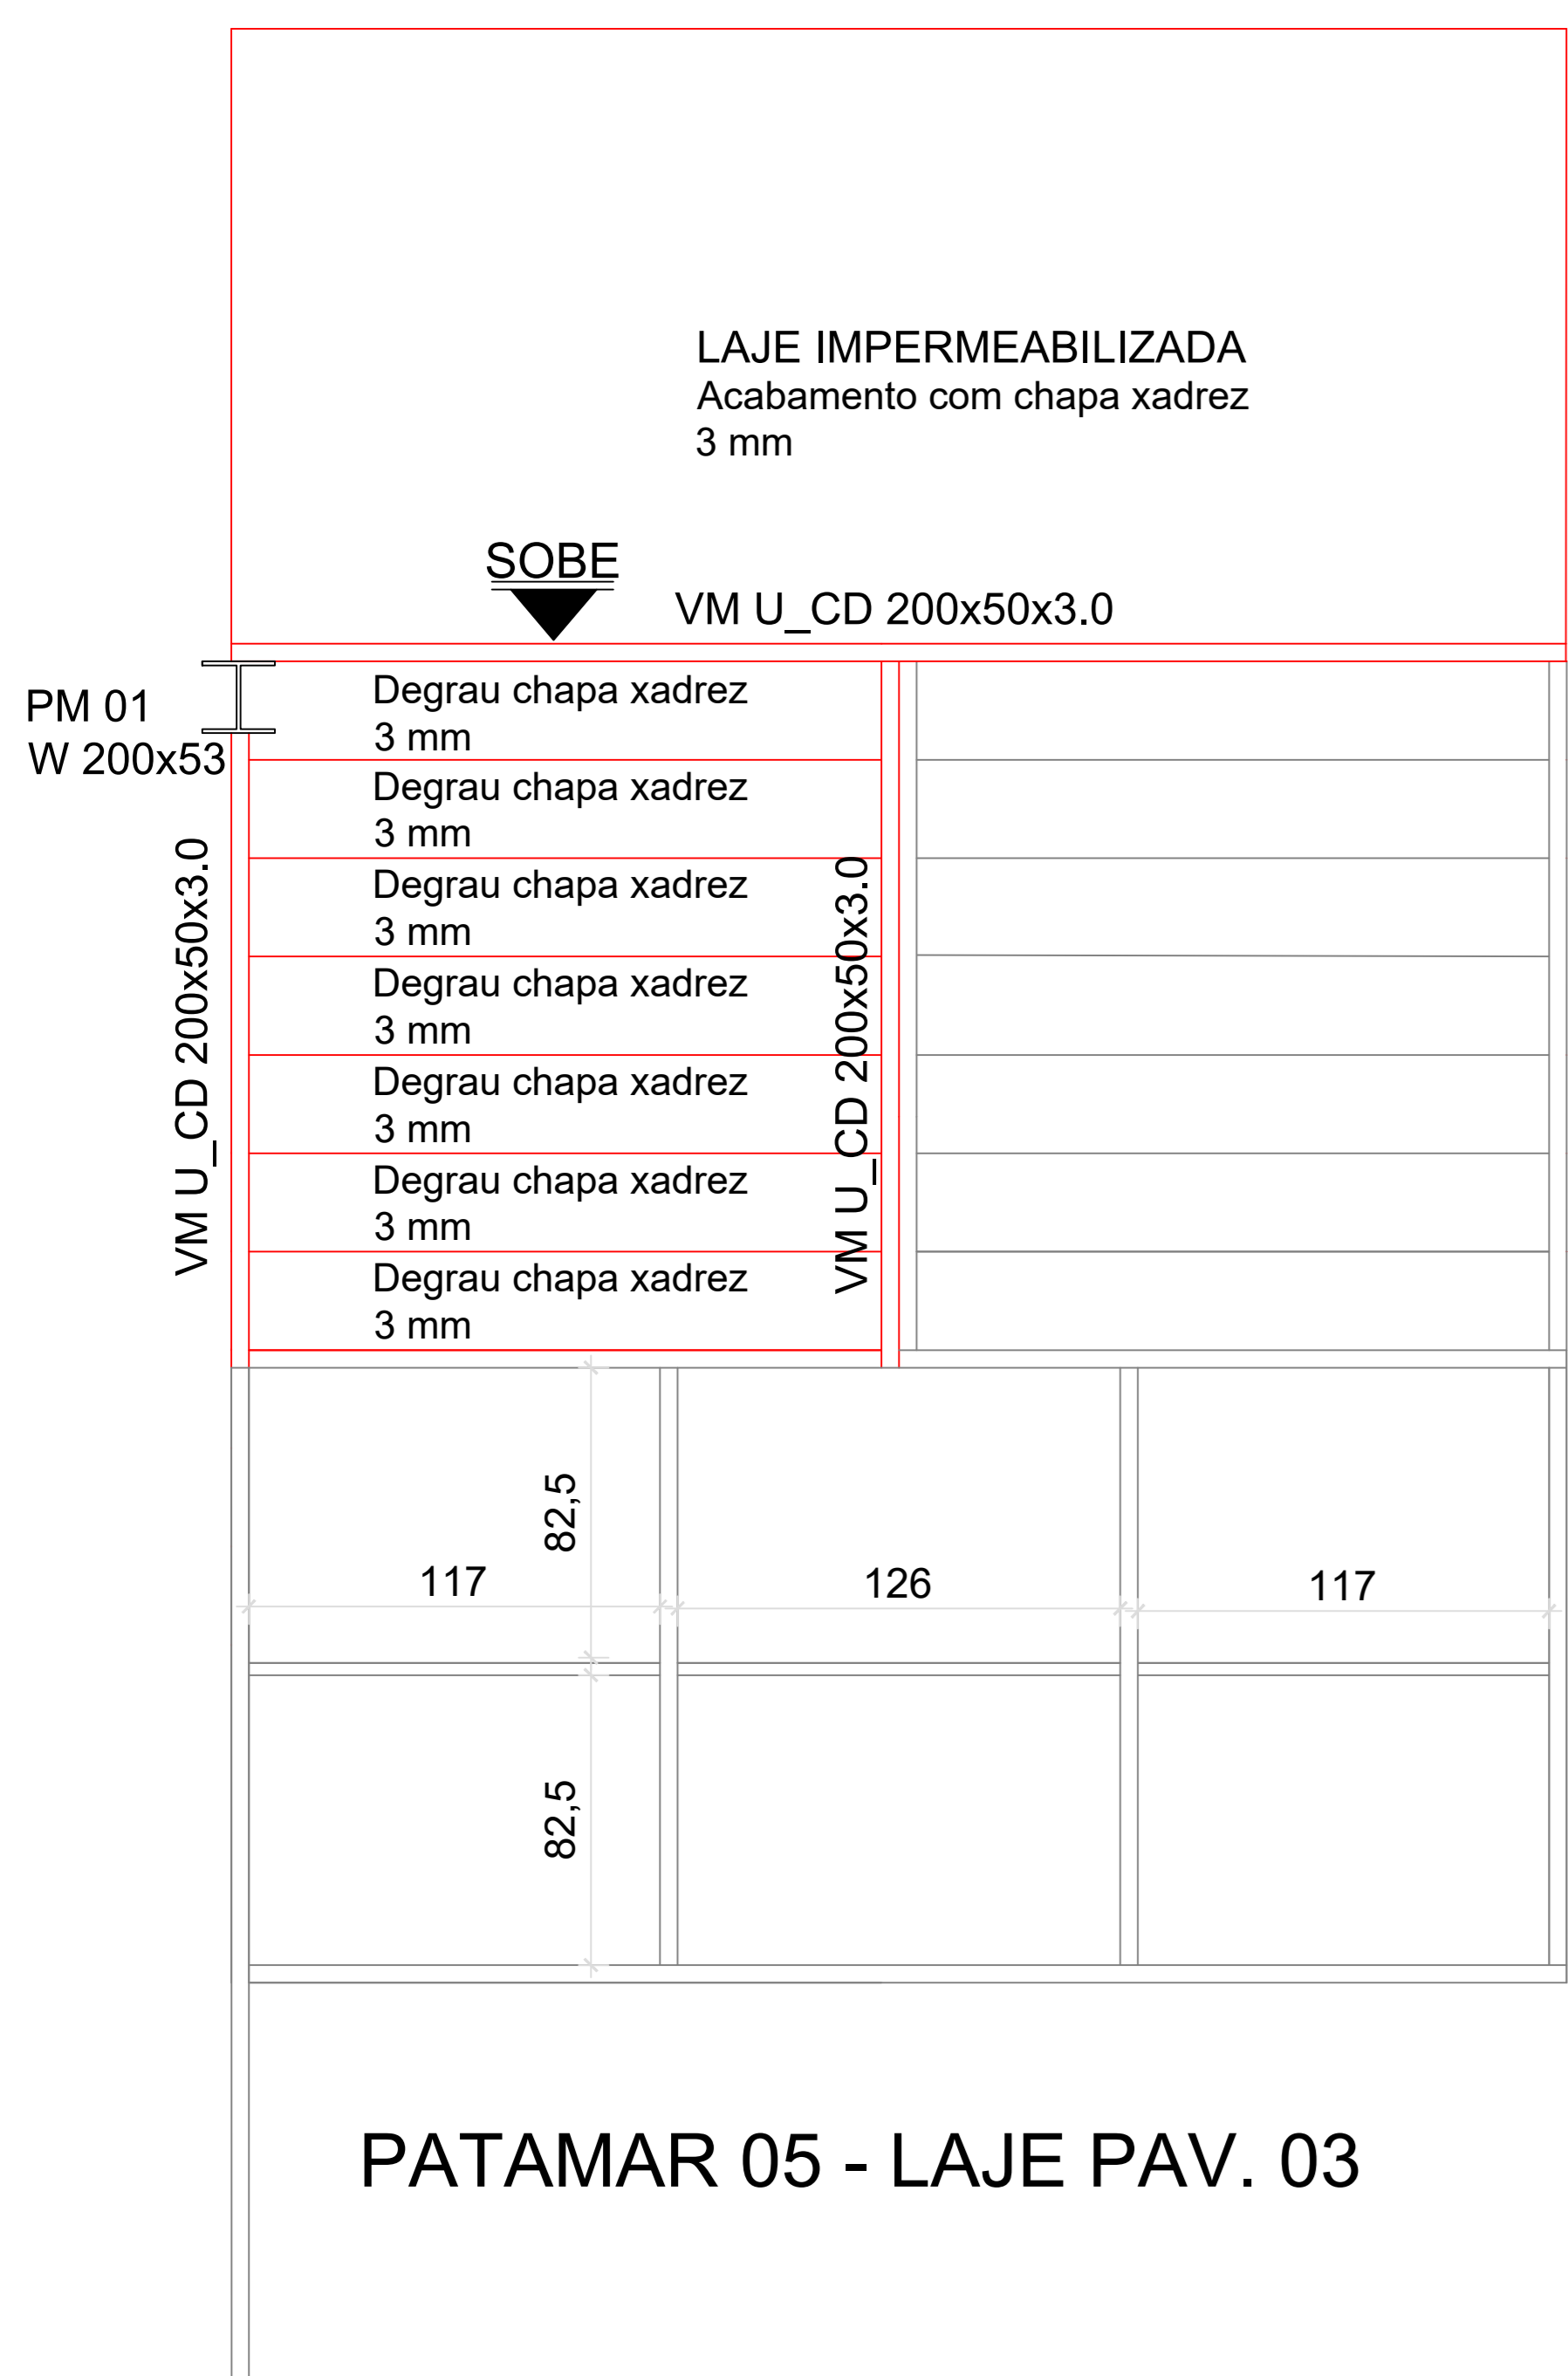 LAJE IMPERMEABILIZADA
Acabamento com chapa xadrez
3 mm
SOBE
VM U_CD 200x50x3.0
PM 01
W 200x53
VM U_CD 200x50x3.0
Degrau chapa xadrez
3 mm
Degrau chapa xadrez
3 mm
Degrau chapa xadrez
3 mm
Degrau chapa xadrez
3 mm
Degrau chapa xadrez
3 mm
Degrau chapa xadrez
3 mm
Degrau chapa xadrez
3 mm
VM U_CD 200x50x3.0
82,5
117
126
117
82,5
PATAMAR 05 - LAJE PAV. 03